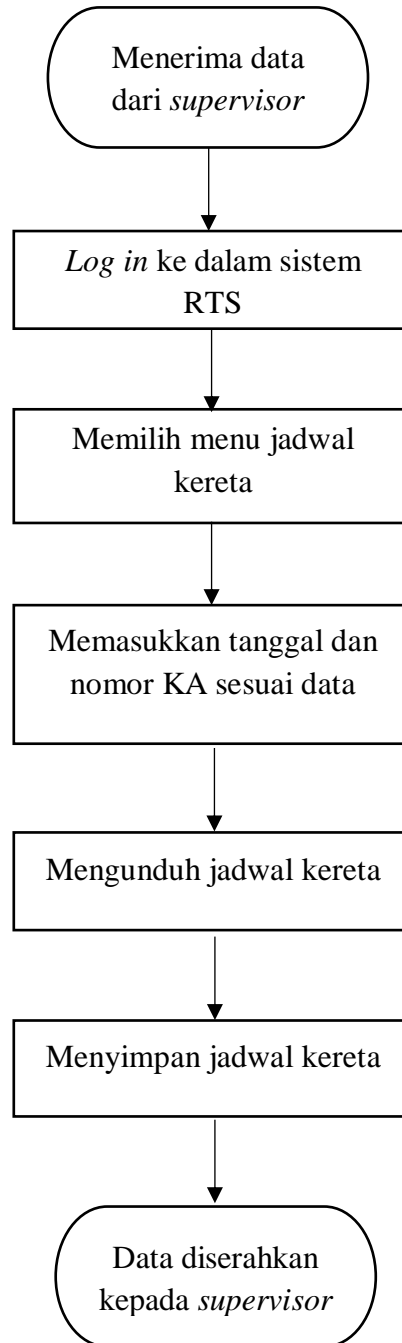 Menerima data
dari supervisor
Log in ke dalam sistem
RTS
Memilih menu jadwal
kereta
Memasukkan tanggal dan
nomor KA sesuai data
Mengunduh jadwal kereta
Menyimpan jadwal kereta
Data diserahkan
kepada supervisor